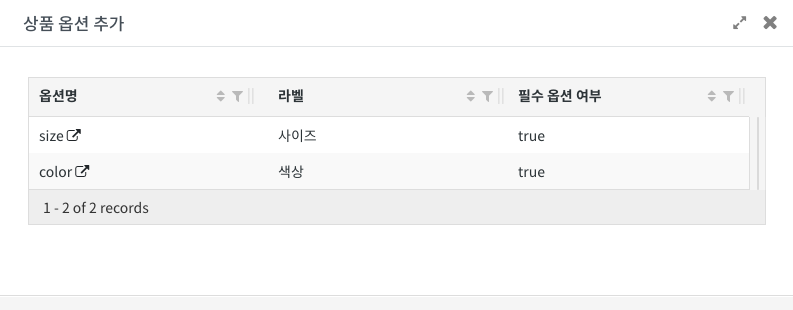 상품 옵션 추가
옵션명 라벨 필수 옵션 여부
size 사이즈 true
color 색상 true
1 - 2 of 2 records